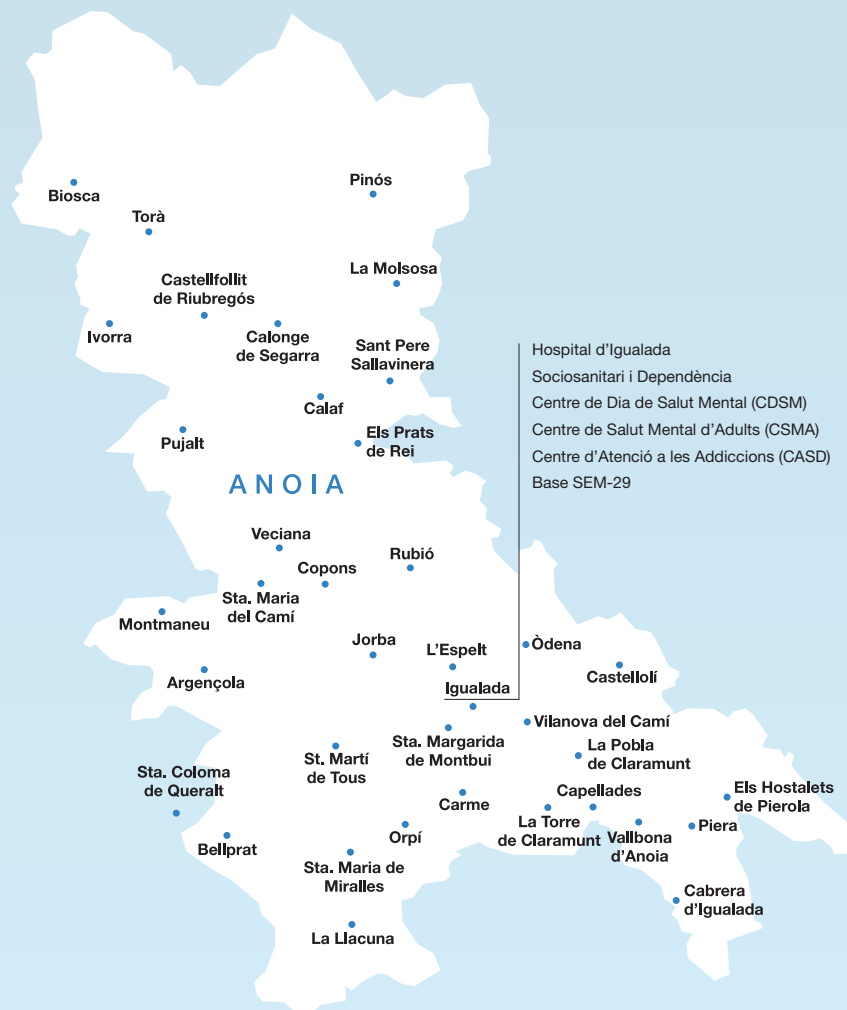 Pinós
Biosca
Torà
La Molsosa
Castellfollit
de Riubregós
Ivorra
Calonge
de Segarra
Sant Pere
Sallavinera
Hospital d'Igualada
Sociosanitari i Dependència
Centre de Dia de Salut Mental (CDSM)
Centre de Salut Mental d'Adults (CSMA)
Centre d'Atenció a les Addiccions (CASD)
Base SEM-29
Calaf
Pujalt
Els Prats
de Rei
ANOIA
Veciana
Copons
Rubió
Sta. Maria
del Camí
Montmaneu
Jorba
L'Espelt
Òdena
Argençola
Igualada
Castellolí
Vilanova del Camí
Sta. Margarida
de Montbui
St. Martí
de Tous
La Pobla
de Claramunt
Sta. Coloma
de Queralt
Carme
Capellades
Els Hostalets
de Pierola
La Torre
de Claramunt
Vallbona
d'Anoia
Piera
Orpí
Bellprat
Sta. Maria de
Miralles
Cabrera
d'Igualada
La Llacuna